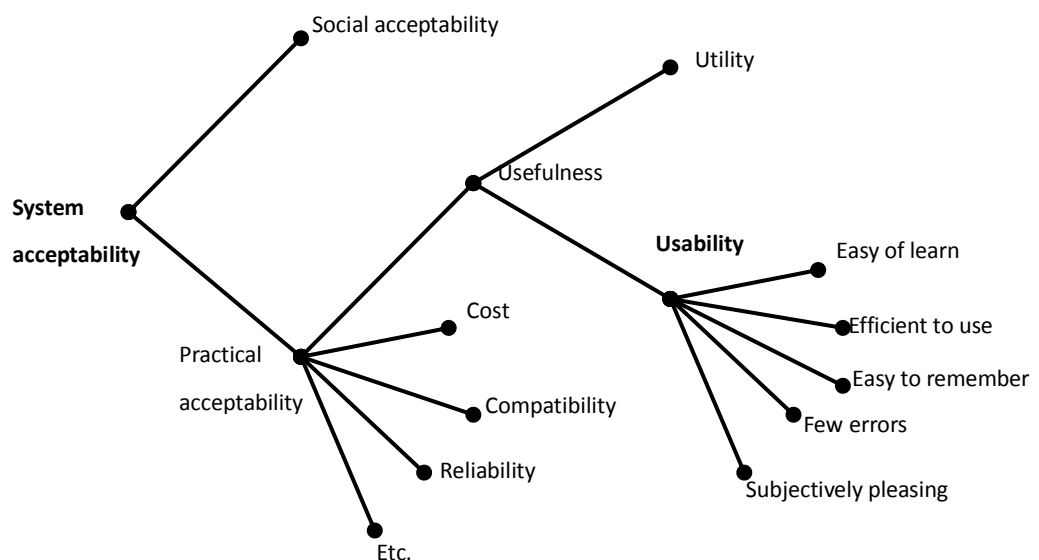 Social acceptability
Utility
Usefulness
System
acceptability
Usability
Easy of learn
Cost
Efficient to use
Practical
acceptability
Easy to remember
Compatibility
Few errors
Reliability
Subjectively pleasing
Etc.